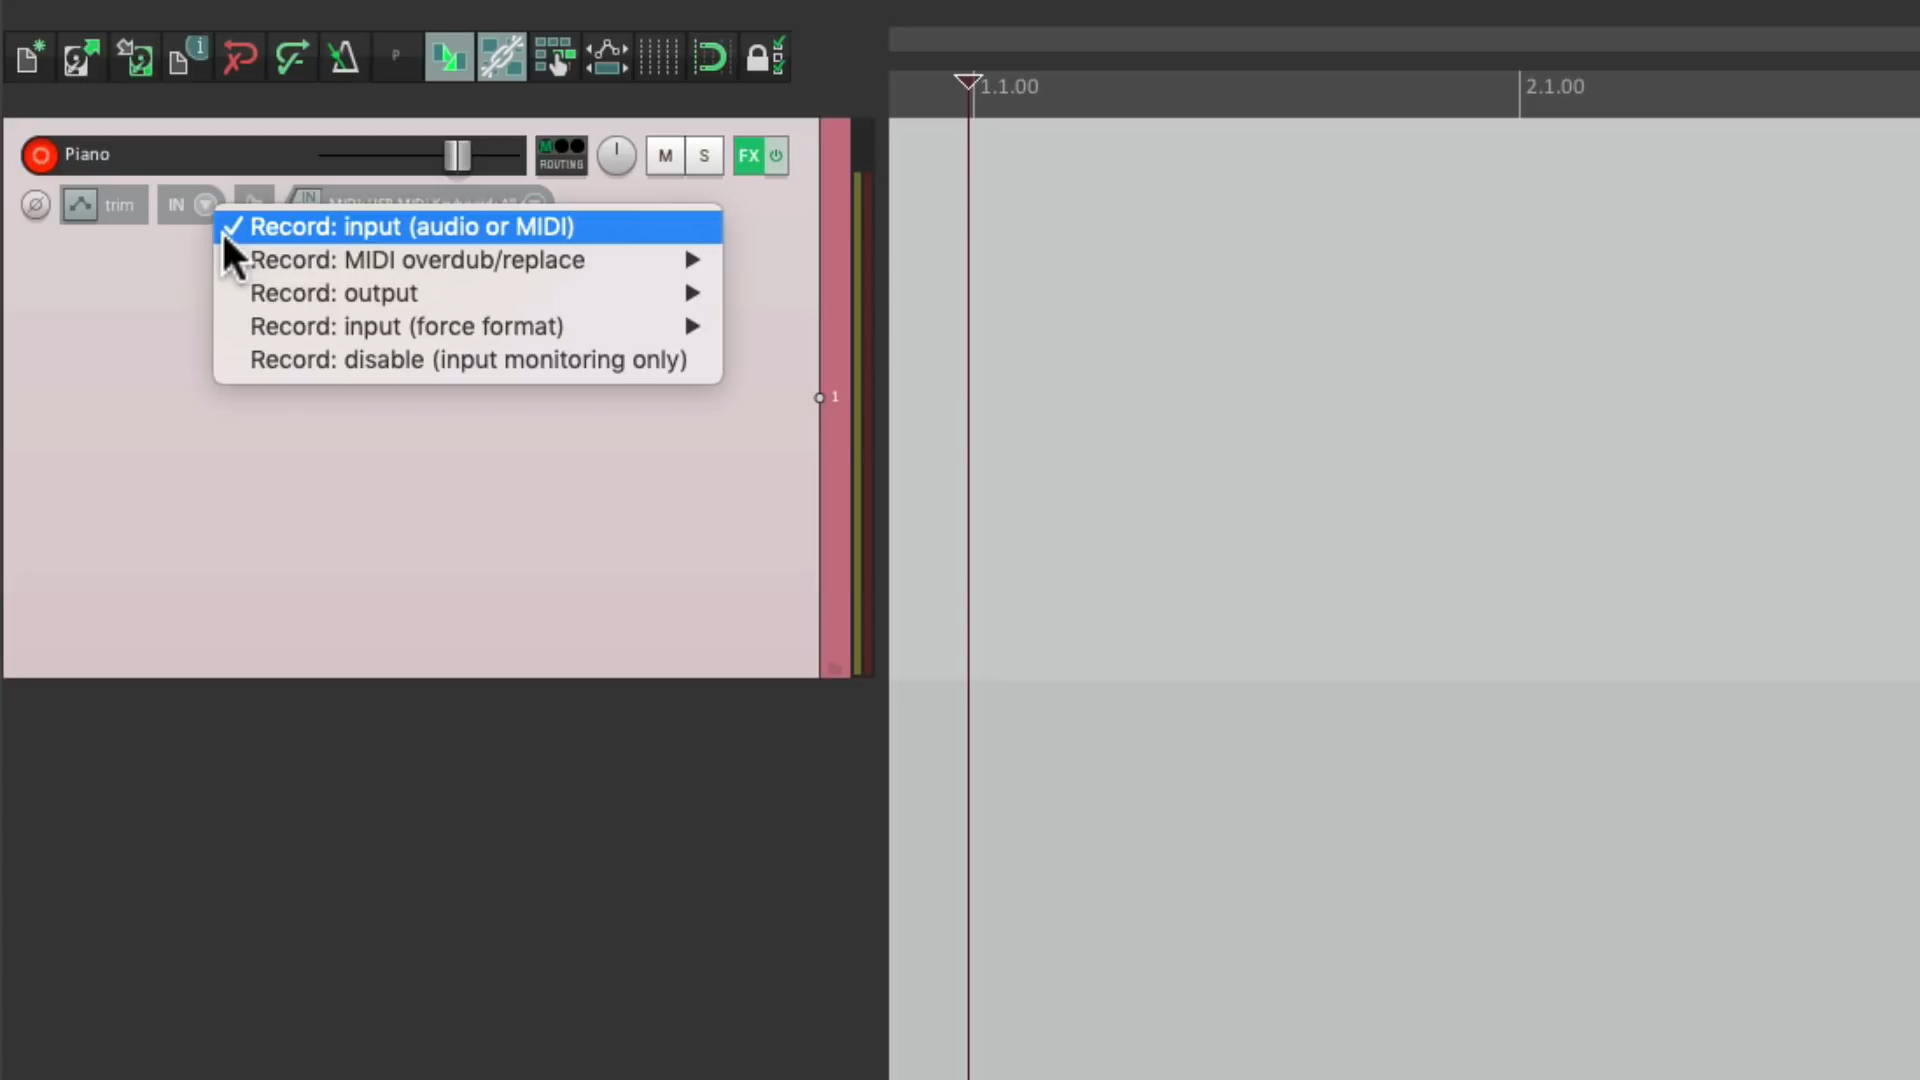 P
1.1.00
2.1.00
Piano
M
ROUTING
M
S
FX
trim
IN
IN
Record: input (audio or MIDI)
Record: MIDI overdub/replace
Record: output
Record: input (force format)
Record: disable (input monitoring only)
1